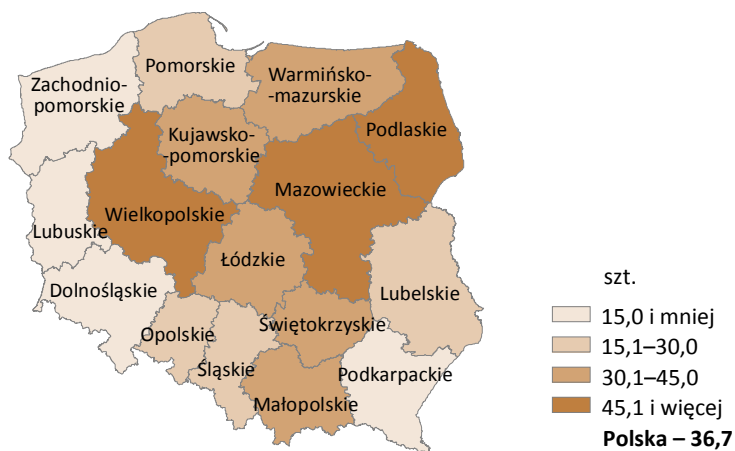 Pomorskie
Warmińsko-
-mazurskie
Zachodnio-
pomorskie
Podlaskie
Kujawsko-
-pomorskie
Mazowieckie
Wielkopolskie
Lubuskie
Łódzkie
Dolnośląskie
Lubelskie
Opolskie
Świętokrzyskie
Śląskie
Podkarpackie
Małopolskie
szt.
15,0 i mniej
15,1–30,0
30,1–45,0
45,1 i więcej
Polska – 36,7